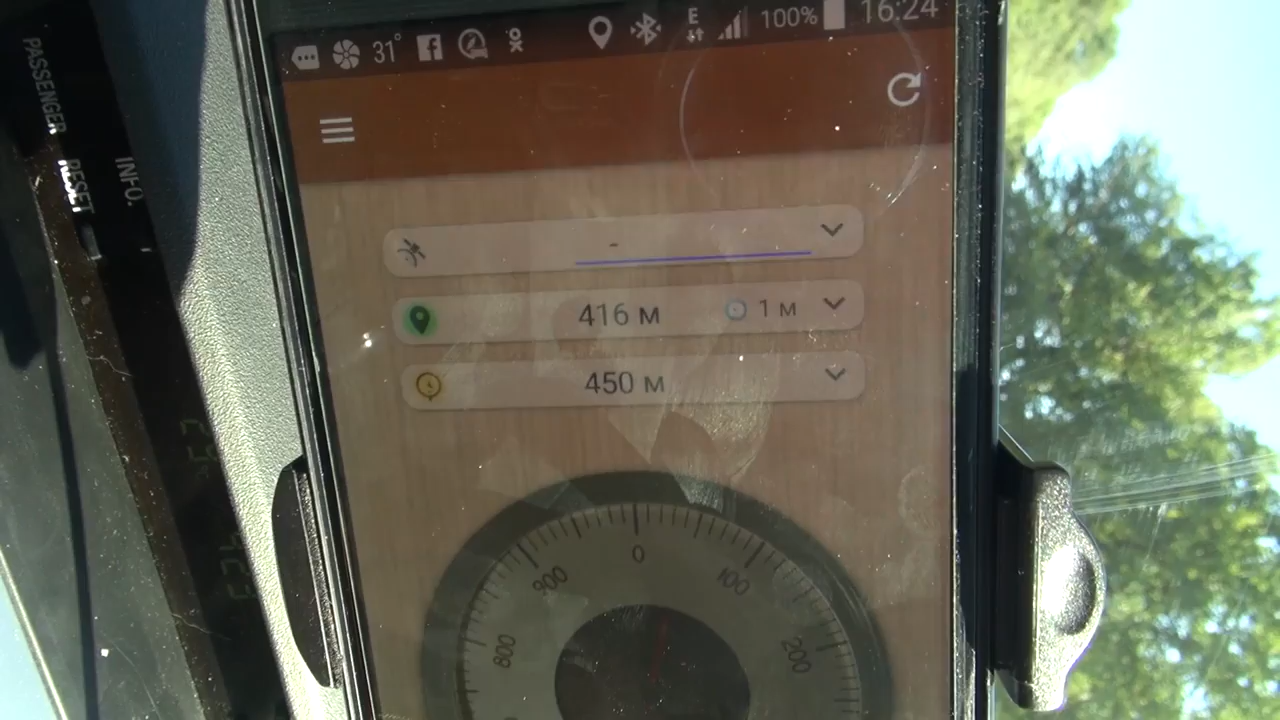 PASSENGER
RESET
INFO.
31° E 100% 16:24
-
416 м 1 м
450 м
0
900 100
800 200